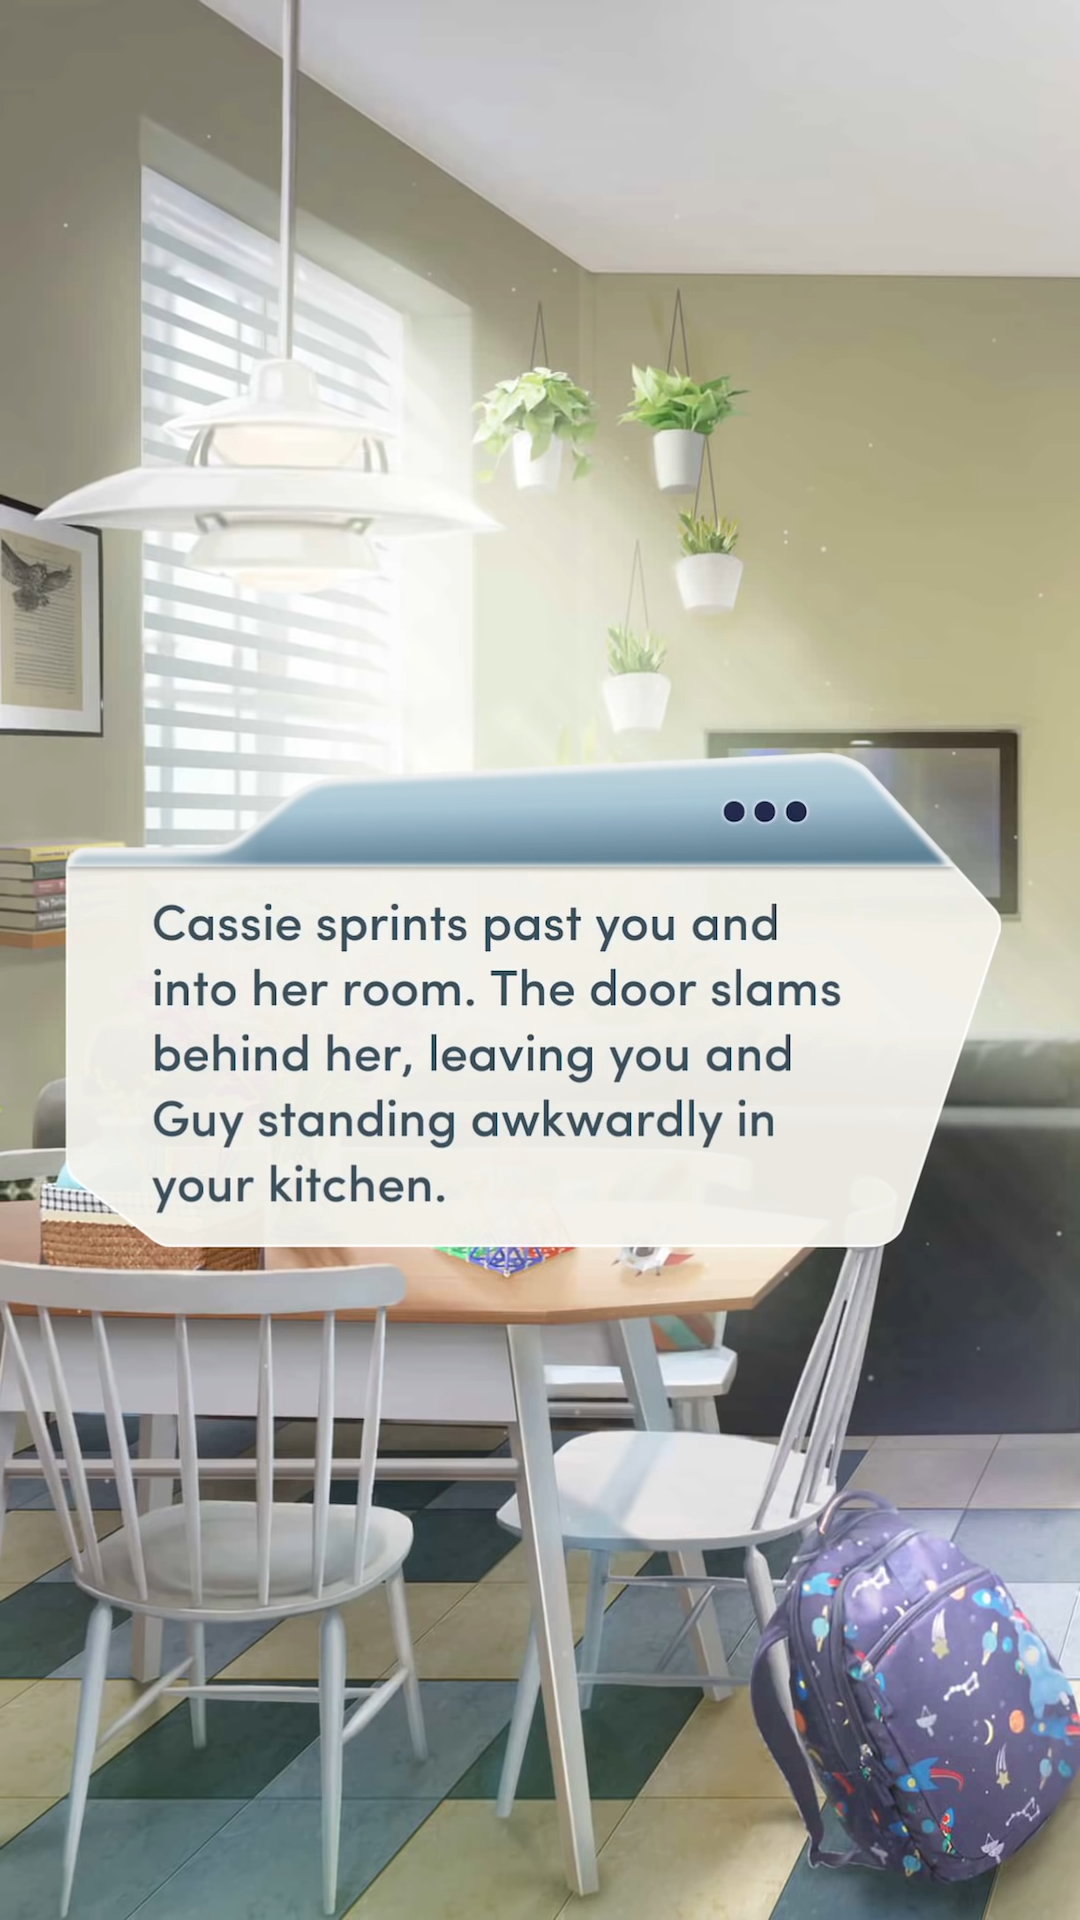 Cassie sprints past you and
into her room. The door slams
behind her, leaving you and
Guy standing awkwardly in
your kitchen.